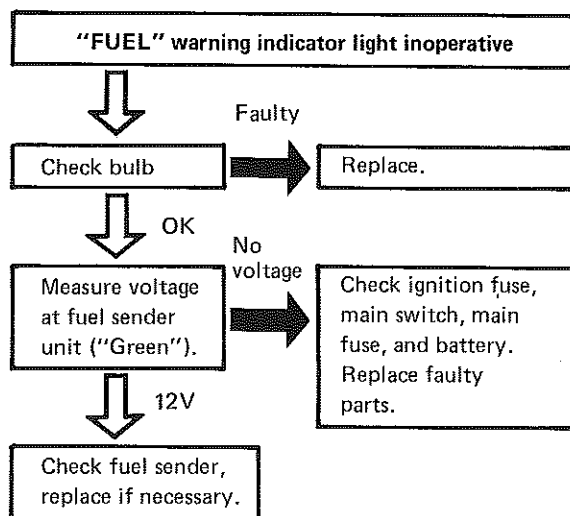 "FUEL" warning indicator light inoperative
Faulty
Check bulb
Replace.
OK
No
voltage
Measure voltage
at fuel sender
unit ("Green").
Check ignition fuse,
main switch, main
fuse, and battery.
Replace faulty
parts.
12V
Check fuel sender,
replace if necessary.